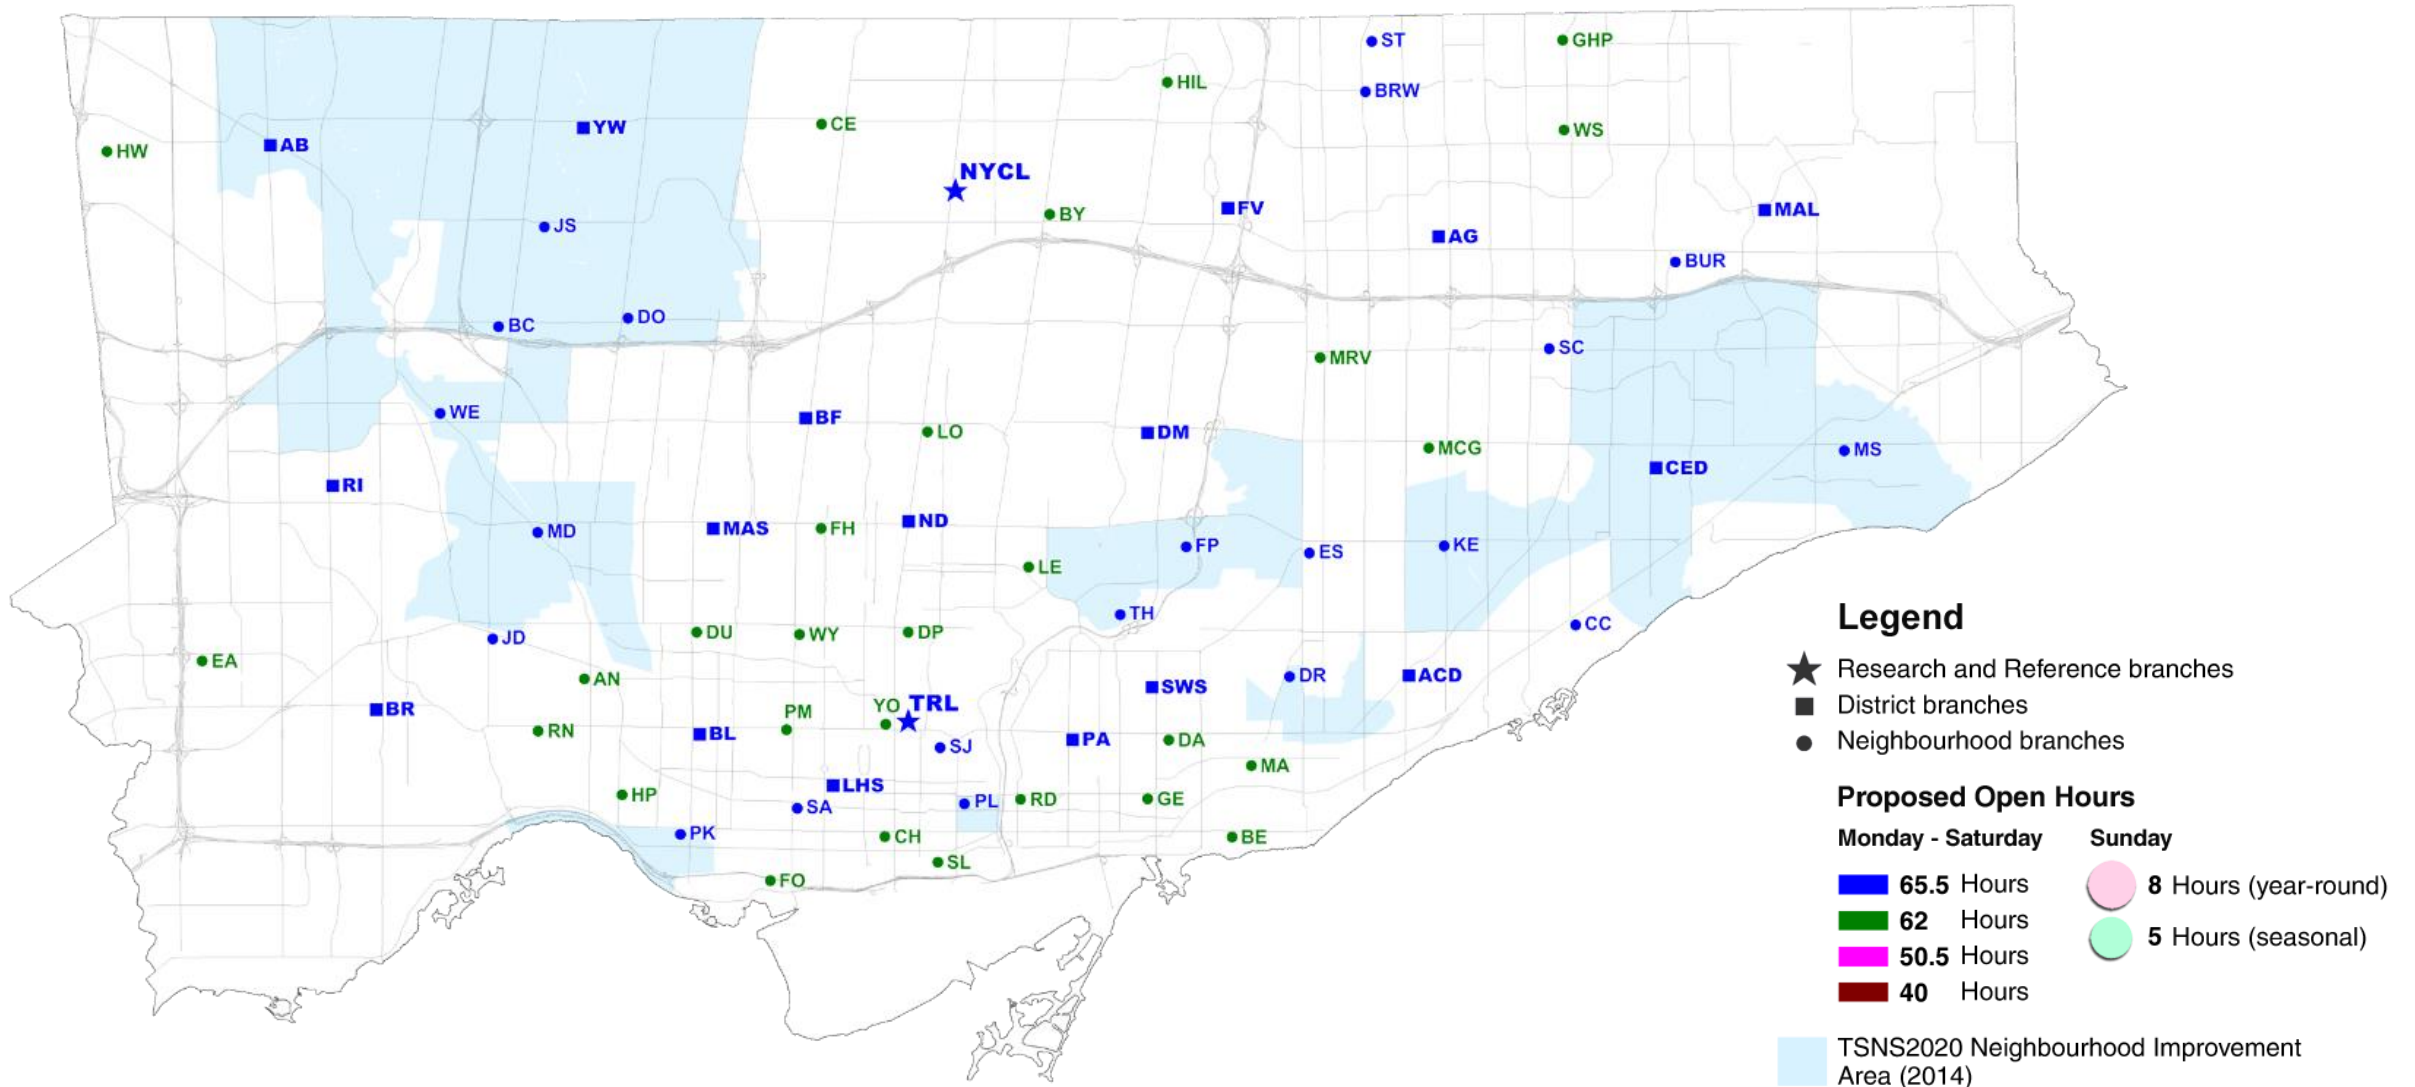 ST
GHP
HIL
BRW
CE
YW
WS
AB
HW
NYCL
FV
MAL
BY
JS
AG
BUR
DO
BC
SC
MRV
WE
BF
LO
DM
MCG
MS
CED
RI
ND
MAS
FH
MD
FP
KE
ES
LE
TH
CC
DU
WY
DP
JD
EA
DR
ACD
AN
SWS
TRL
YO
BR
PM
RN
BL
PA
DA
SJ
MA
LHS
HP
RD
GE
PL
SA
PK
CH
BE
SL
FO
Legend
Research and Reference branches
District branches
Neighbourhood branches
Proposed Open Hours
Monday - Saturday Sunday
65.5 Hours 8 Hours (year-round)
62 Hours
50.5 Hours 5 Hours (seasonal)
40 Hours
TSNS2020 Neighbourhood Improvement
Area (2014)